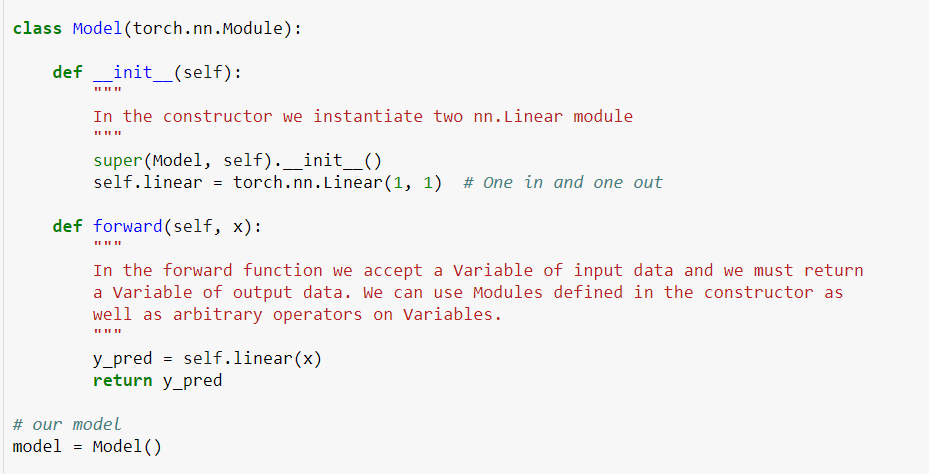 class Model(torch.nn.Module):
def __init__(self):
"""
In the constructor we instantiate two nn.Linear module
"""
super(Model, self).__init__()
self.linear = torch.nn.Linear(1, 1)  # One in and one out
def forward(self, x):
"""
In the forward function we accept a Variable of input data and we must return
a Variable of output data. We can use Modules defined in the constructor as
well as arbitrary operators on Variables.
"""
y_pred = self.linear(x)
return y_pred
# our model
model = Model()